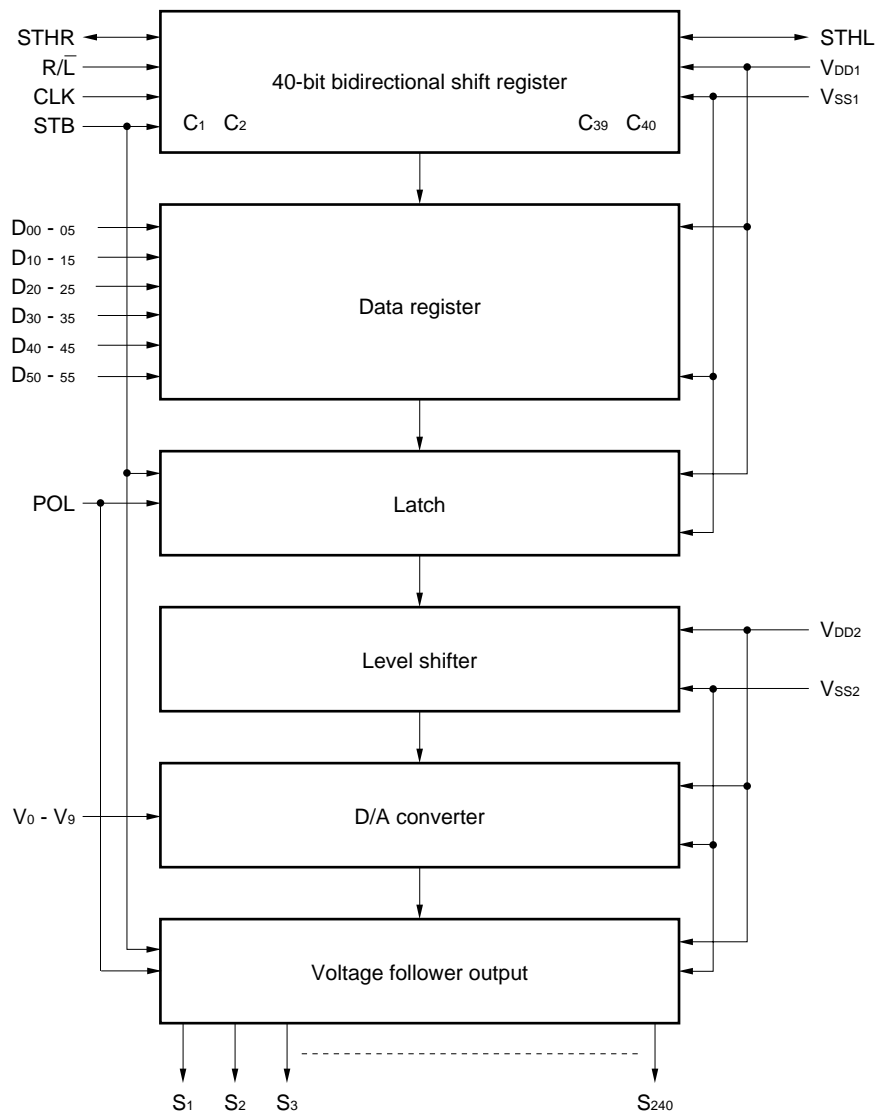 STHR
STHL
R/L̅
VDD1
40-bit bidirectional shift register
CLK
VSS1
STB
C1 C2 C39 C40
D00 - 05
D10 - 15
D20 - 25
D30 - 35
D40 - 45
D50 - 55
Data register
POL
Latch
VDD2
Level shifter
VSS2
V0 - V9
D/A converter
Voltage follower output
S1 S2 S3 S240